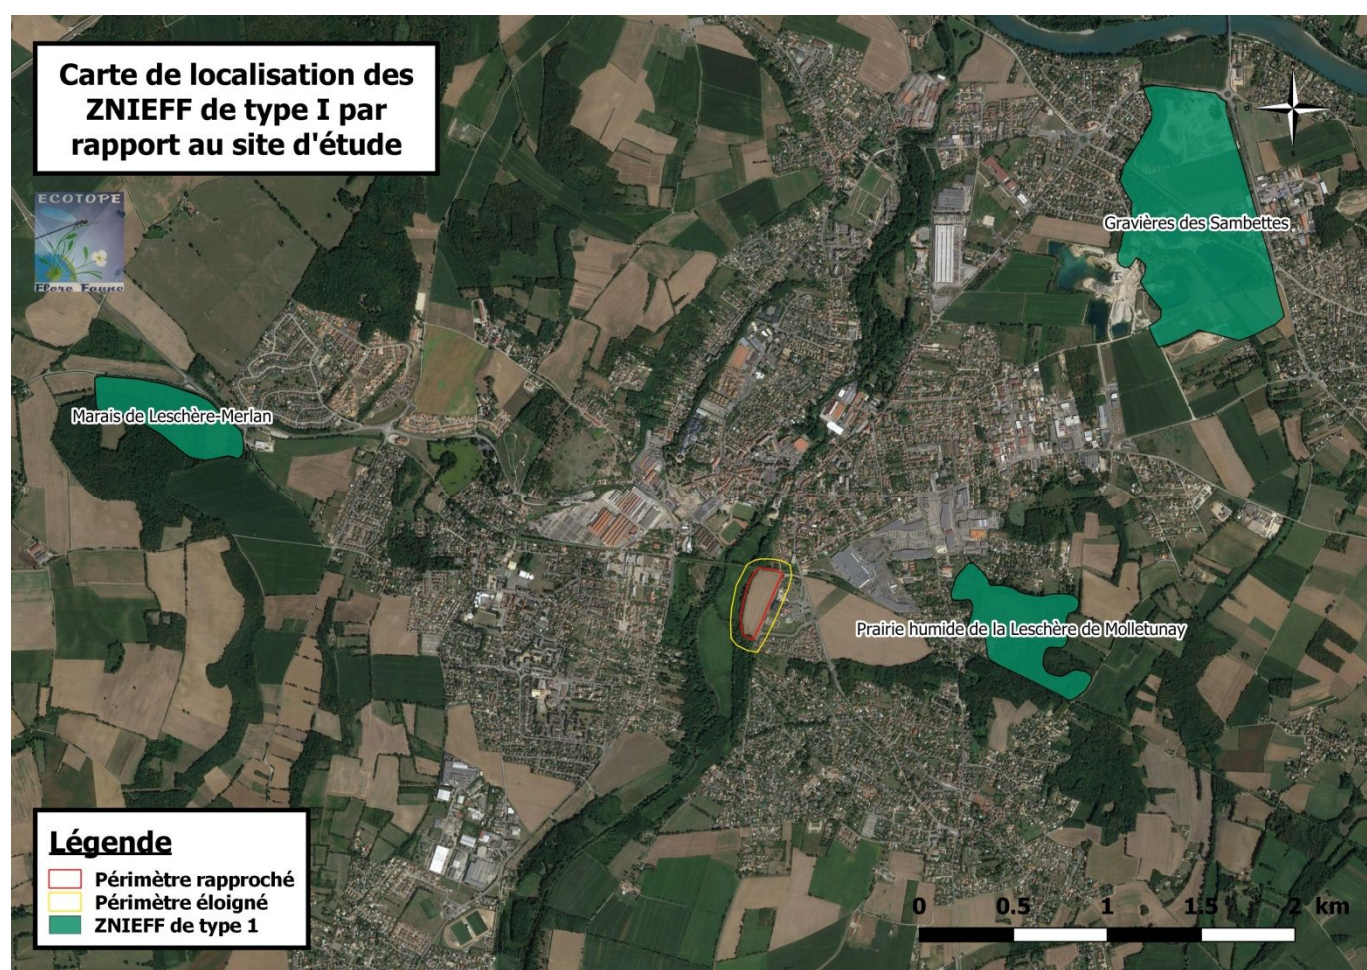 Carte de localisation des
ZNIEFF de type I par
rapport au site d'étude
ECOTOPE
Flore Faune
Gravières des Sambettes
Marais de Leschère-Merlan
Prairie humide de la Leschère de Molletunay
Légende
Périmètre rapproché
Périmètre éloigné
ZNIEFF de type 1
0 0.5 1 1.5 2 km